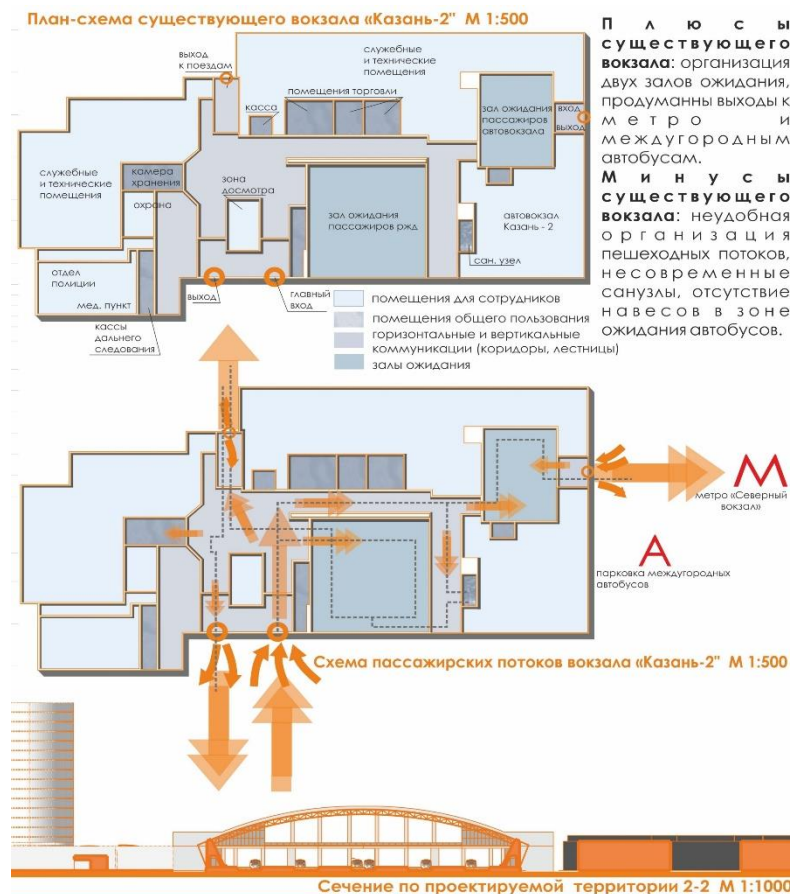 План-схема существующего вокзала «Казань-2" М 1:500
Плюсы
существующего
вокзала: организация
двух залов ожидания,
продуманны выходы к
метро и
междугородным
автобусам.
Минусы
существующего
вокзала: неудобная
организация
пешеходных потоков,
несовременные
санузлы, отсутствие
навесов в зоне
ожидания автобусов.
выход
к поездам
служебные
и технические
помещения
помещения торговли
касса
зал ожидания
пассажиров
автовокзала
вход
выход
служебные
и технические
помещения
камера
хранения
охрана
зона
досмотра
зал ожидания
пассажиров ржд
автовокзал
Казань - 2
сан. узел
отдел
полиции
мед. пункт
выход
главный
вход
кассы
дальнего
следования
помещения для сотрудников
помещения общего пользования
горизонтальные и вертикальные
коммуникации (коридоры, лестницы)
залы ожидания
М
метро «Северный
вокзал»
А
парковка междугородных
автобусов
Схема пассажирских потоков вокзала «Казань-2" М 1:500
Сечение по проектируемой территории 2-2 М 1:1000